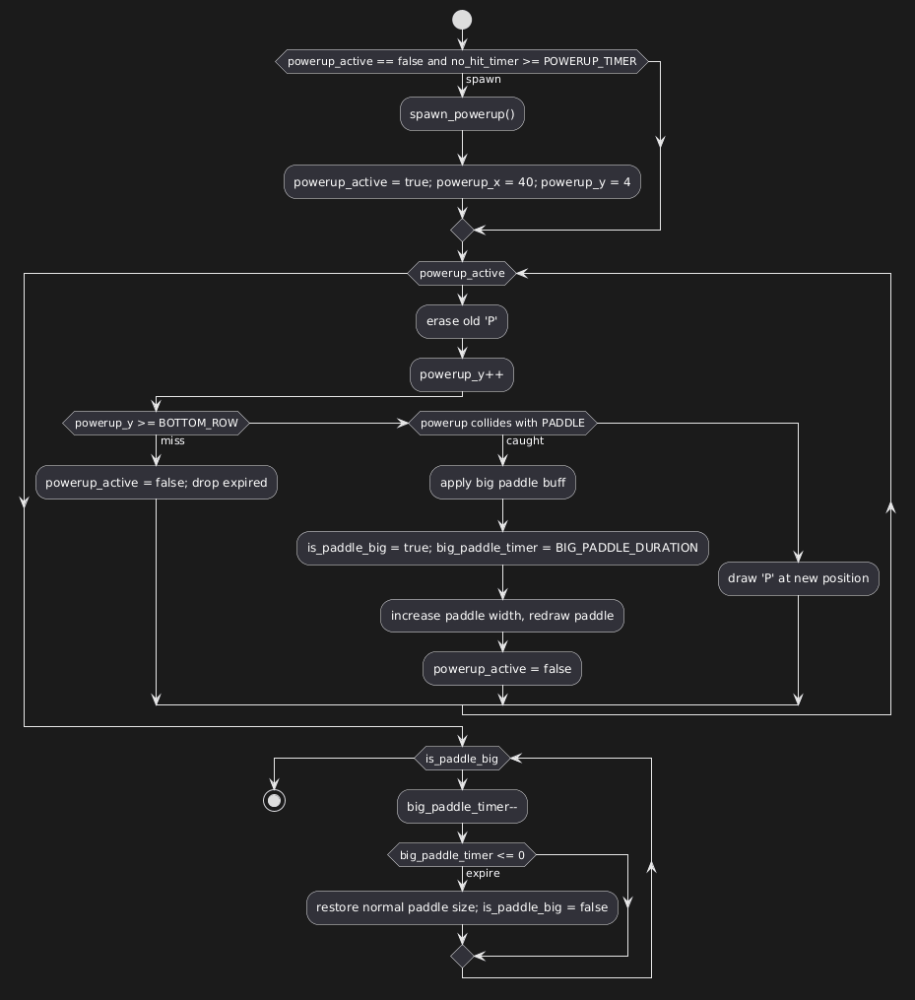 powerup_active == false and no_hit_timer >= POWERUP_TIMER
spawn
spawn_powerup()
powerup_active = true; powerup_x = 40; powerup_y = 4
powerup_active
erase old 'P'
powerup_y++
powerup_y >= BOTTOM_ROW
miss
powerup_active = false; drop expired
powerup collides with PADDLE
caught
apply big paddle buff
is_paddle_big = true; big_paddle_timer = BIG_PADDLE_DURATION
increase paddle width, redraw paddle
powerup_active = false
draw 'P' at new position
is_paddle_big
big_paddle_timer--
big_paddle_timer <= 0
expire
restore normal paddle size; is_paddle_big = false